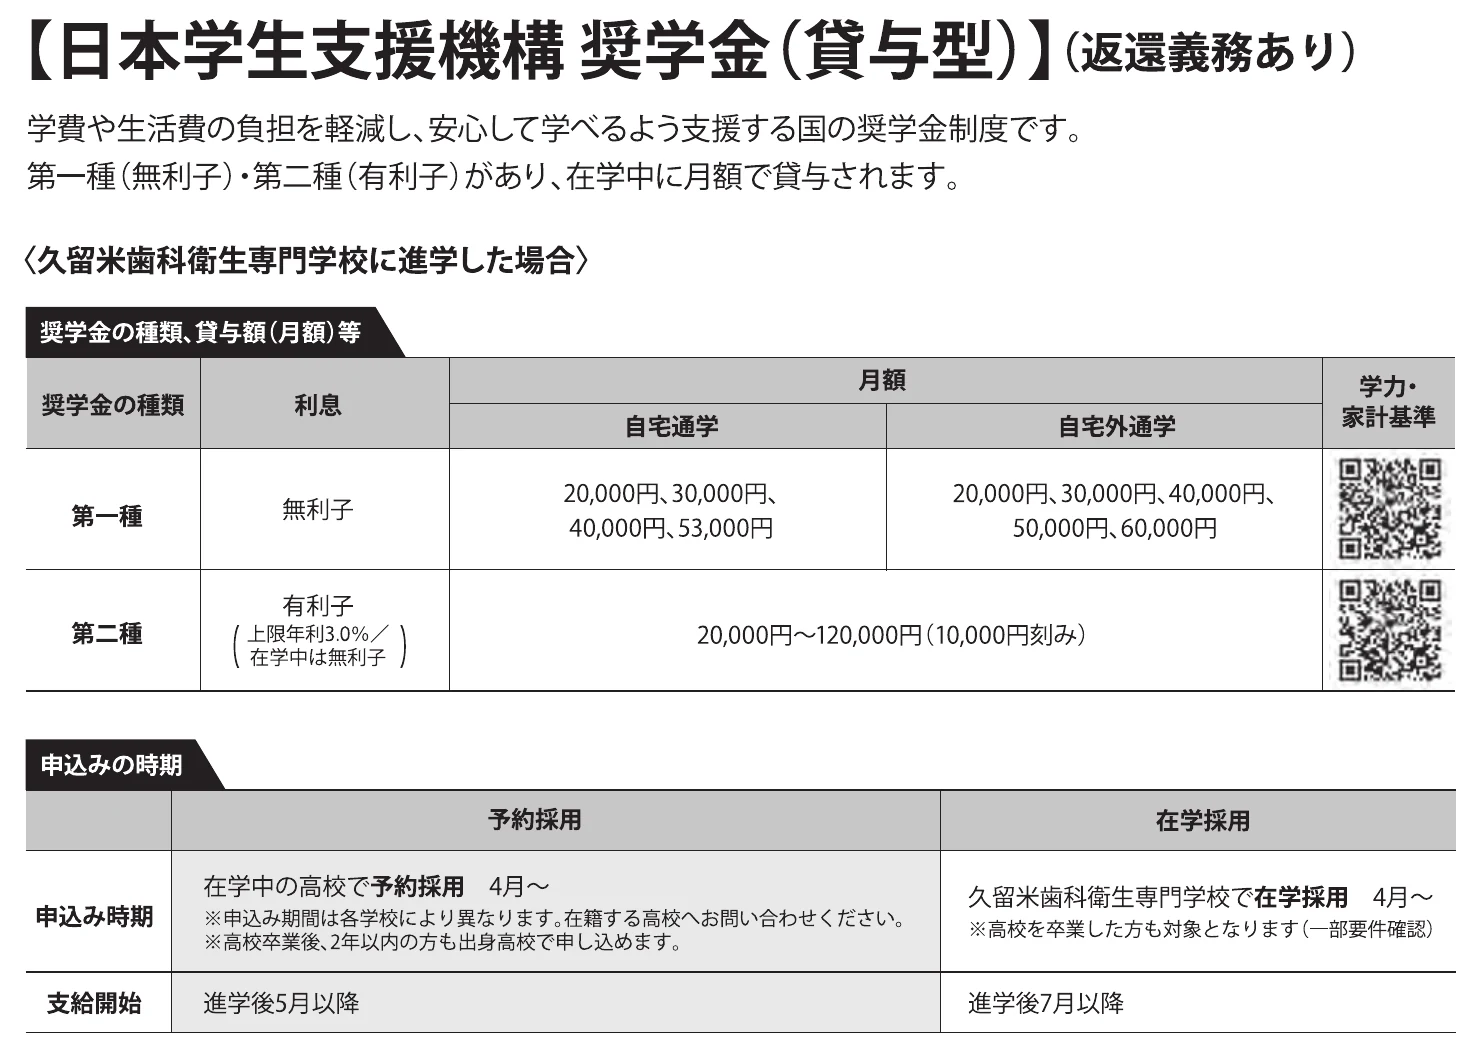 【日本学生支援機構 奨学金(貸与型)】(返還義務あり)
学費や生活費の負担を軽減し、安心して学べるよう支援する国の奨学金制度です。
第一種(無利子)・第二種(有利子)があり、在学中に月額で貸与されます。
〈久留米歯科衛生専門学校に進学した場合〉
奨学金の種類、貸与額(月額)等
奨学金の種類
利息
月額
自宅通学
自宅外通学
学力・
家計基準
第一種
無利子
20,000円、30,000円、
40,000円、53,000円
20,000円、30,000円、40,000円、
50,000円、60,000円
第二種
有利子
(上限年利3.0%/
在学中は無利子)
20,000円~120,000円(10,000円刻み)
申込みの時期
予約採用
在学採用
申込み時期
在学中の高校で予約採用 4月~
※申込み期間は各学校により異なります。在籍する高校へお問い合わせください。
※高校卒業後、2年以内の方も出身高校で申し込めます。
久留米歯科衛生専門学校で在学採用 4月~
※高校を卒業した方も対象となります(一部要件確認)
支給開始
進学後5月以降
進学後7月以降